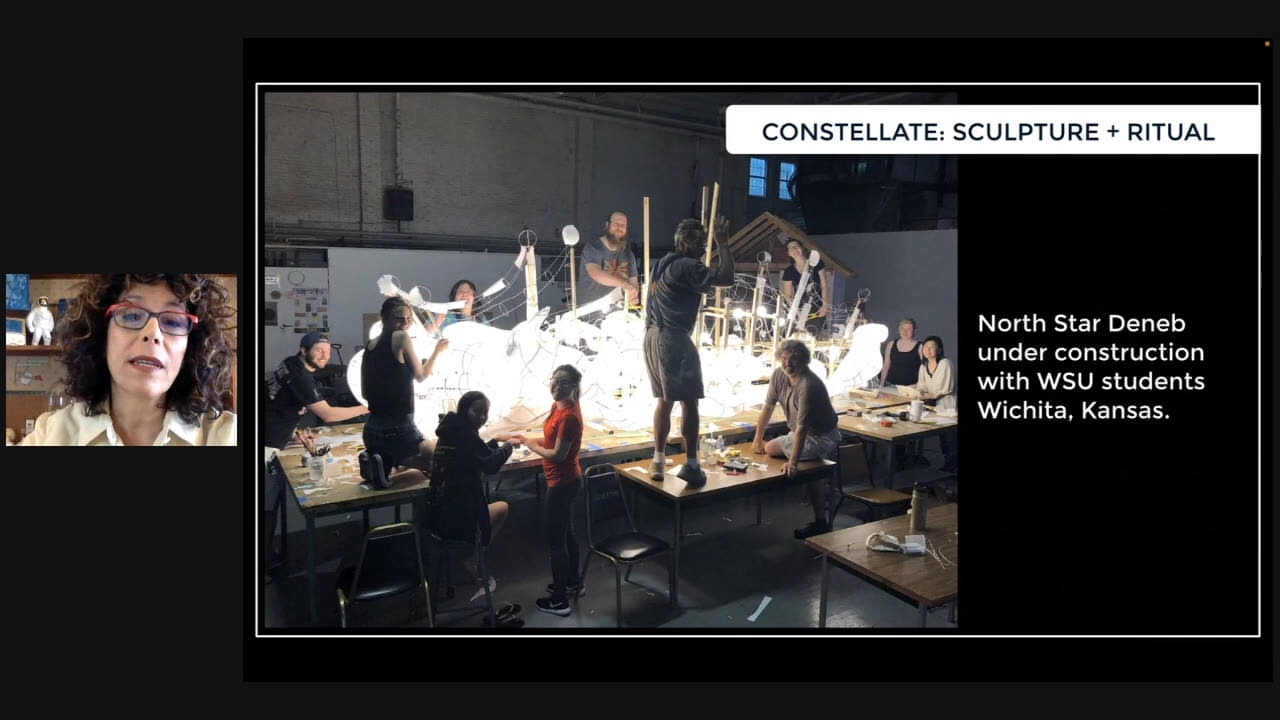 CONSTELLATE: SCULPTURE + RITUAL
North Star Deneb
under construction
with WSU students
Wichita, Kansas.